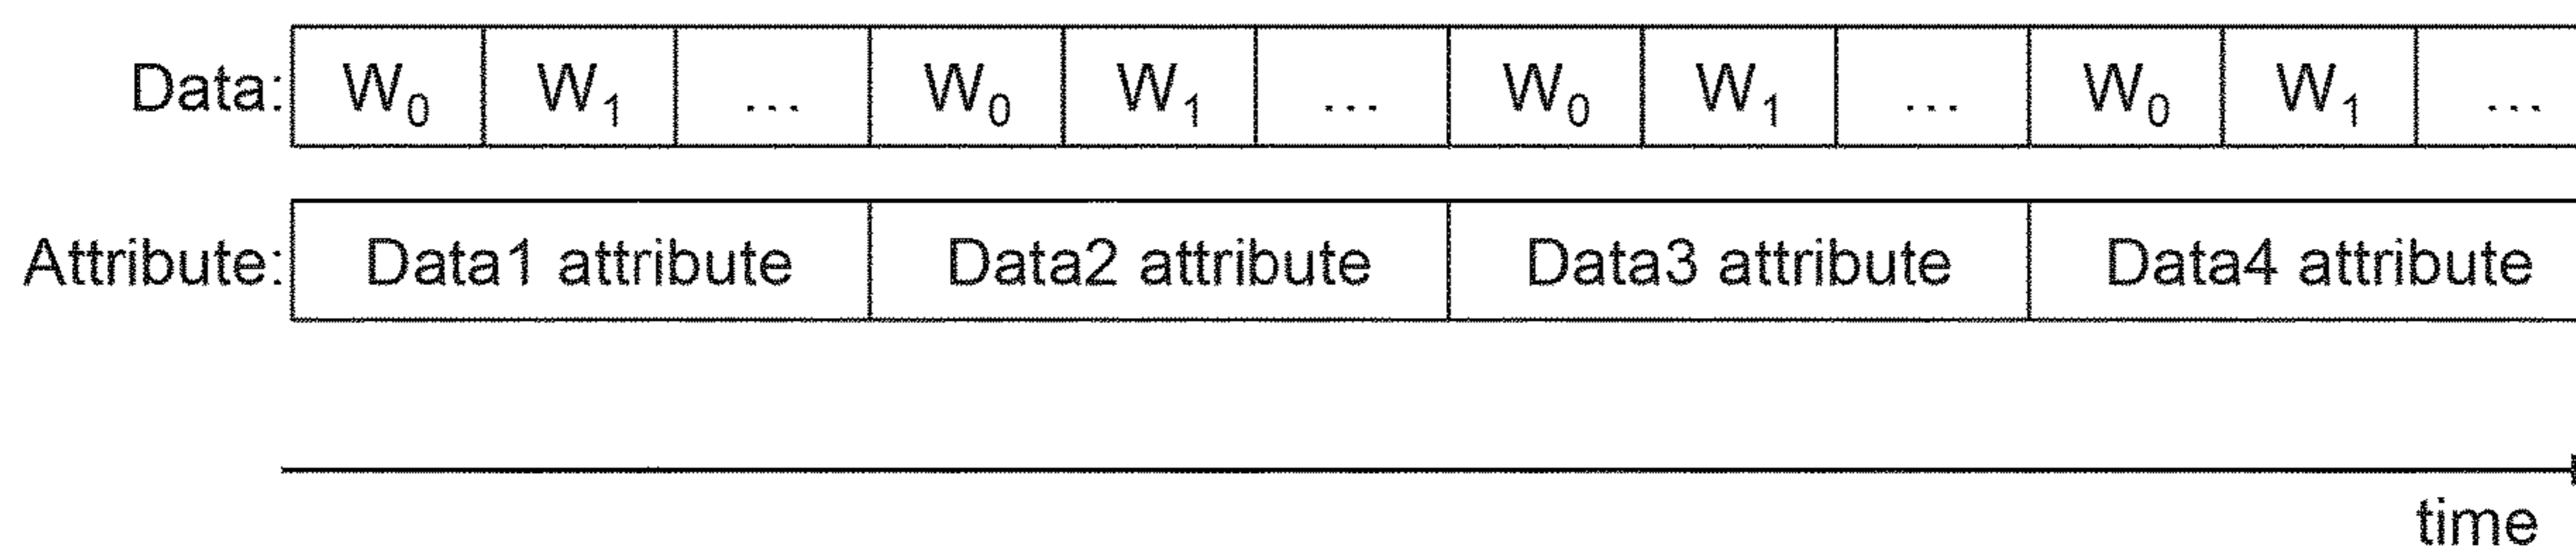 Data: W₀ W₁ ... W₀ W₁ ... W₀ W₁ ... W₀ W₁ ...
Attribute: Data1 attribute Data2 attribute Data3 attribute Data4 attribute
time